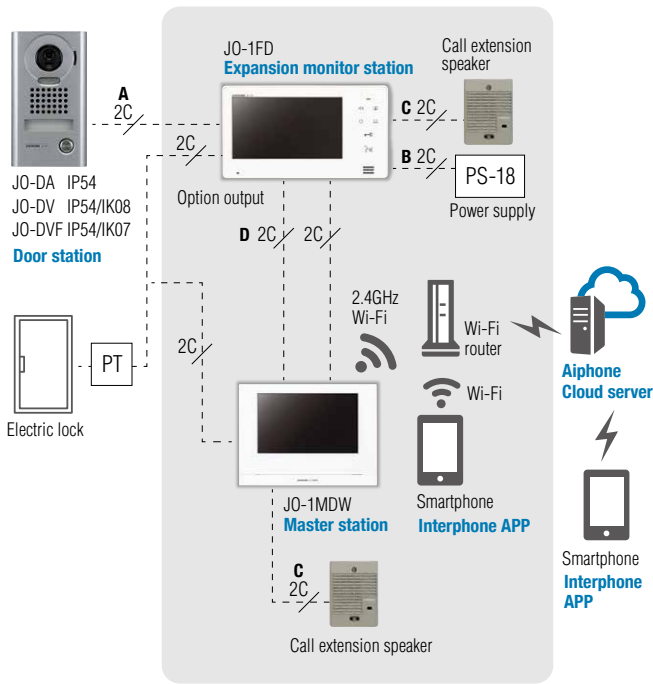 JO-1FD
Expansion monitor station
Call extension
speaker
A
2C
C 2C
2C
B 2C
PS-18
Power supply
JO-DA IP54
JO-DV IP54/IK08
JO-DVF IP54/IK07
Door station
Option output
D 2C 2C
2.4GHz
Wi-Fi
Wi-Fi
router
2C
PT
Electric lock
Wi-Fi
Aiphone
Cloud server
JO-1MDW
Master station
Smartphone
Interphone APP
C
2C
Call extension speaker
Smartphone
Interphone
APP